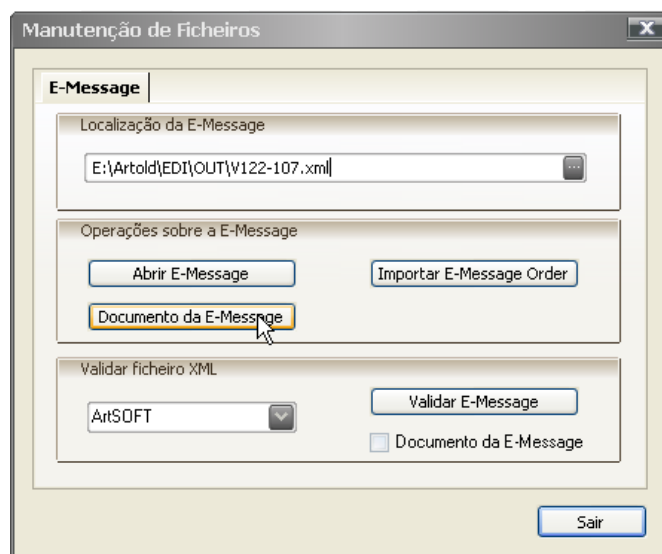 Manutenção de Ficheiros
E-Message
Localização da E-Message
E:\Artold\EDI\OUT\V122-107.xml
Operações sobre a E-Message
Abrir E-Message
Importar E-Message Order
Documento da E-Message
Validar ficheiro XML
ArtSOFT
Validar E-Message
Documento da E-Message
Sair